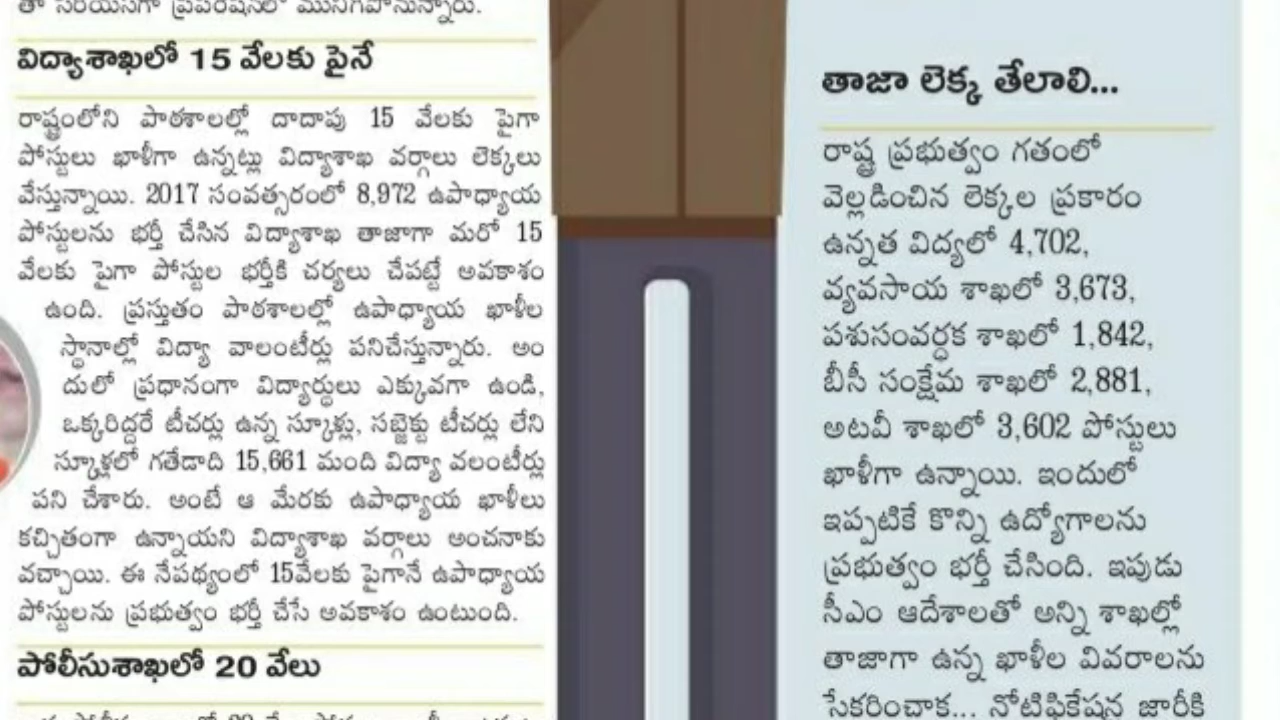 తా సీరియస్‌గా ప్రిపరేషన్‌లో మునిగిపోనున్నారు.
విద్యాశాఖలో 15 వేలకు పైనే
రాష్ట్రంలోని పాఠశాలల్లో దాదాపు 15 వేలకు పైగా
పోస్టులు ఖాళీగా ఉన్నట్లు విద్యాశాఖ వర్గాలు లెక్కలు
వేస్తున్నాయి. 2017 సంవత్సరంలో 8,972 ఉపాధ్యాయ
పోస్టులను భర్తీ చేసిన విద్యాశాఖ తాజాగా మరో 15
వేలకు పైగా పోస్టుల భర్తీకి చర్యలు చేపట్టే అవకాశం
ఉంది. ప్రస్తుతం పాఠశాలల్లో ఉపాధ్యాయ ఖాళీల
స్థానాల్లో విద్యా వాలంటీర్లు పనిచేస్తున్నారు. అం
దులో ప్రధానంగా విద్యార్థులు ఎక్కువగా ఉండి,
ఒక్కరిద్దరే టీచర్లు ఉన్న స్కూళ్లు, సబ్జెక్టు టీచర్లు లేని
స్కూళ్లలో గతేడాది 15,661 మంది విద్యా వలంటీర్లు
పని చేశారు. అంటే ఆ మేరకు ఉపాధ్యాయ ఖాళీలు
కచ్చితంగా ఉన్నాయని విద్యాశాఖ వర్గాలు అంచనాకు
వచ్చాయి. ఈ నేపథ్యంలో 15వేలకు పైగానే ఉపాధ్యాయ
పోస్టులను ప్రభుత్వం భర్తీ చేసే అవకాశం ఉంటుంది.
పోలీసుశాఖలో 20 వేలు
తాజా లెక్క తేలాలి...
రాష్ట్ర ప్రభుత్వం గతంలో
వెల్లడించిన లెక్కల ప్రకారం
ఉన్నత విద్యలో 4,702,
వ్యవసాయ శాఖలో 3,673,
పశుసంవర్ధక శాఖలో 1,842,
బీసీ సంక్షేమ శాఖలో 2,881,
అటవీ శాఖలో 3,602 పోస్టులు
ఖాళీగా ఉన్నాయి. ఇందులో
ఇప్పటికే కొన్ని ఉద్యోగాలను
ప్రభుత్వం భర్తీ చేసింది. ఇపుడు
సీఎం ఆదేశాలతో అన్ని శాఖల్లో
తాజాగా ఉన్న ఖాళీల వివరాలను
సేకరించాక... నోటిఫికేషన్ల జారీకి